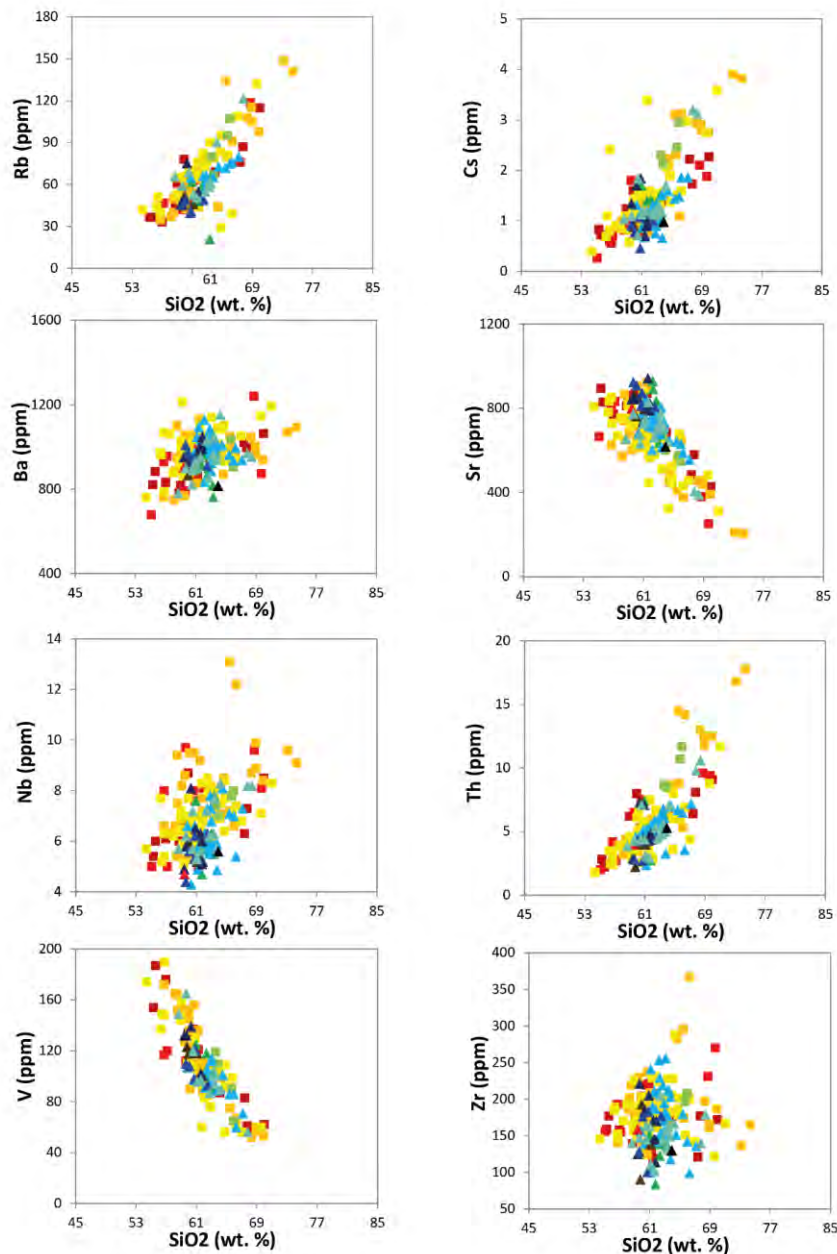 180
150
120
90
60
30
0
Rb (ppm)
45 53 61 69 77 85
SiO2 (wt. %)
5
4
3
2
1
0
Cs (ppm)
45 53 61 69 77 85
SiO2 (wt. %)
1600
1200
800
400
Ba (ppm)
45 53 61 69 77 85
SiO2 (wt. %)
1200
800
400
0
Sr (ppm)
45 53 61 69 77 85
SiO2 (wt. %)
14
12
10
8
6
4
Nb (ppm)
45 53 61 69 77 85
SiO2 (wt. %)
20
15
10
5
0
Th (ppm)
45 53 61 69 77 85
SiO2 (wt. %)
200
160
120
80
40
0
V (ppm)
45 53 61 69 77 85
SiO2 (wt. %)
400
350
300
250
200
150
100
50
Zr (ppm)
45 53 61 69 77 85
SiO2 (wt. %)